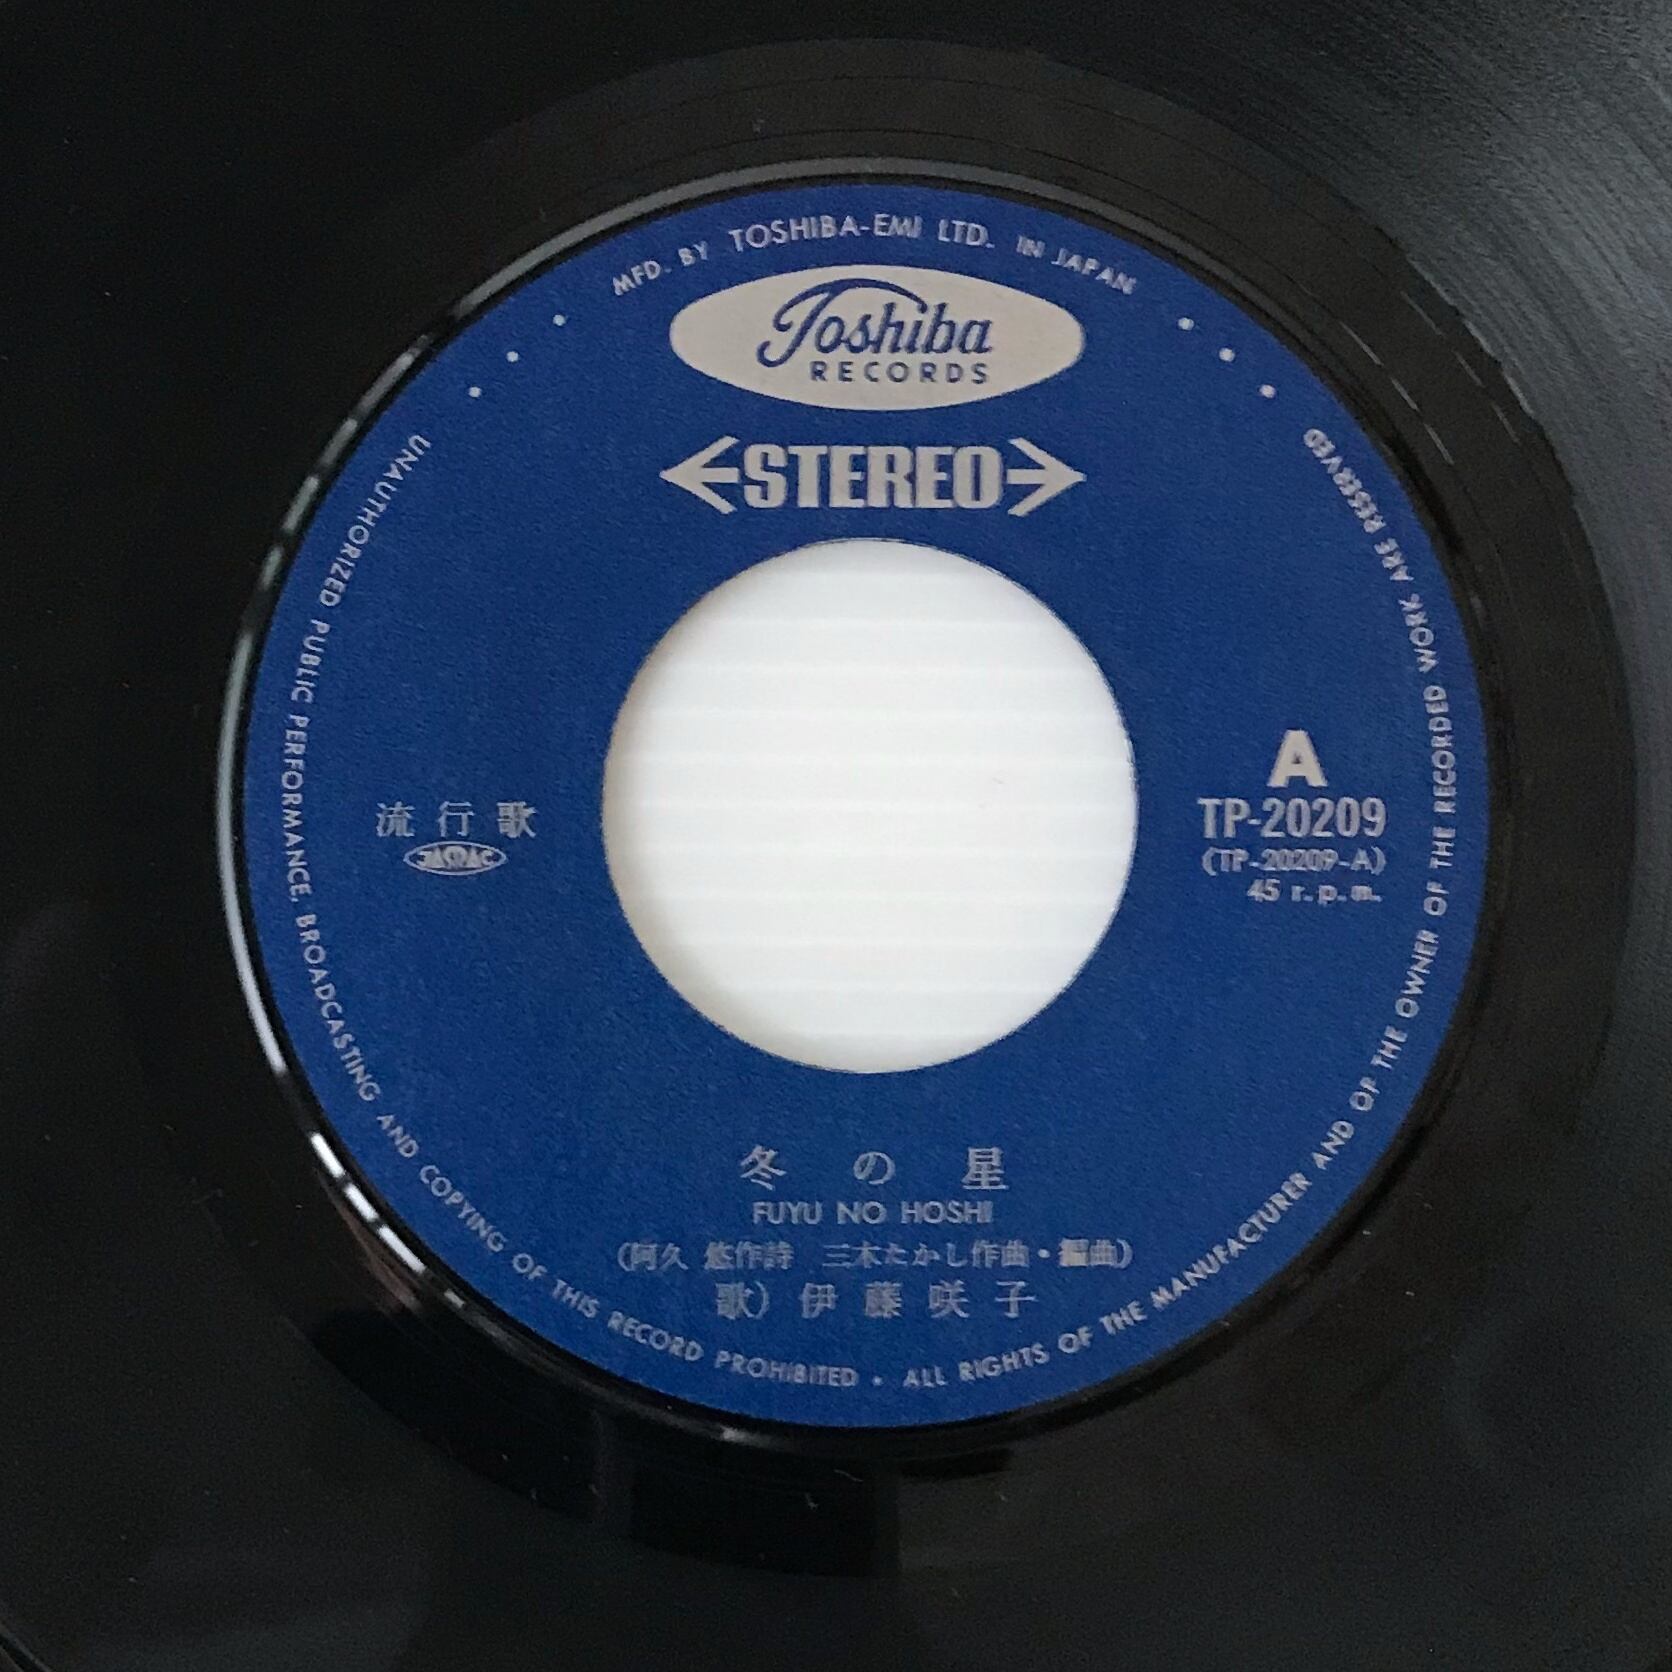 MFD. BY TOSHIBA-EMI LTD. IN JAPAN
Toshiba
RECORDS
STEREO
流行歌
JASRAC
A
TP-20209
(TP-20209-A)
45 r.p.m.
冬の星
FUYU NO HOSHI
(阿久 悠作詩 三木たかし作曲・編曲)
歌) 伊藤咲子
UNAUTHORIZED PUBLIC PERFORMANCE, BROADCASTING AND COPYING OF THIS RECORD PROHIBITED • ALL RIGHTS OF THE MANUFACTURER AND OF THE OWNER OF THE RECORDED WORK ARE RESERVED